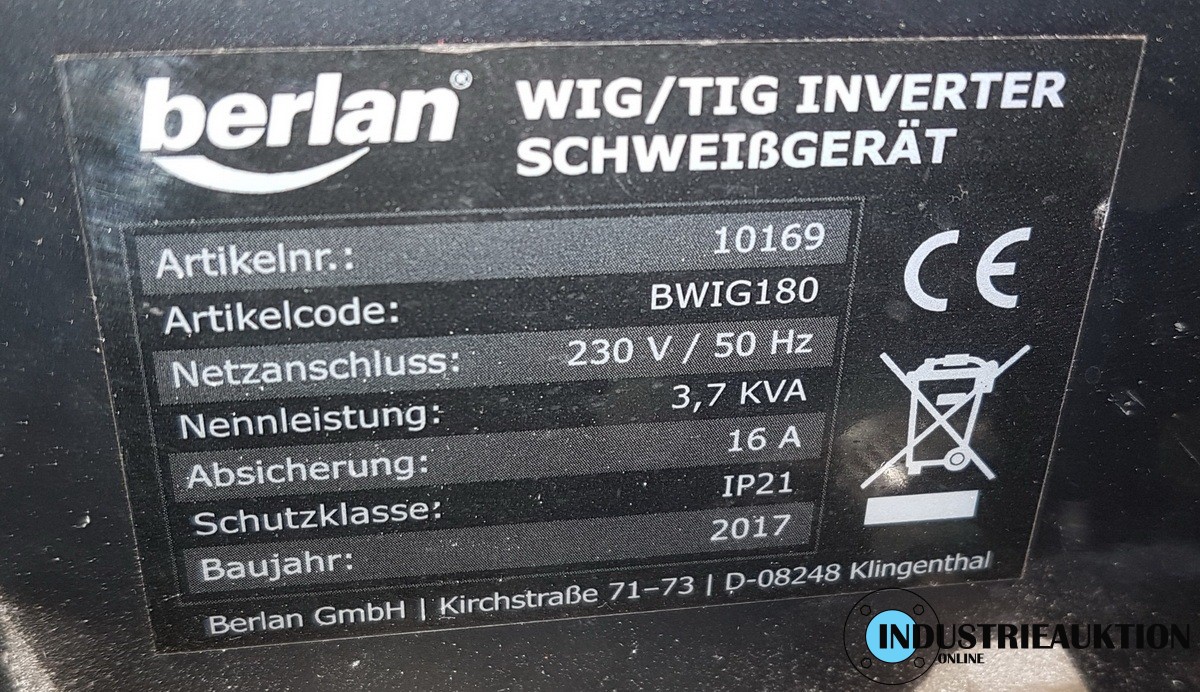 berlan®
WIG/TIG INVERTER
SCHWEIßGERÄT
Artikelnr.: 10169
Artikelcode: BWIG180
Netzanschluss: 230 V / 50 Hz
Nennleistung: 3,7 KVA
Absicherung: 16 A
Schutzklasse: IP21
Baujahr: 2017
CE
Berlan GmbH | Kirchstraße 71–73 | D-08248 Klingenthal
INDUSTRIEAUKTION
ONLINE